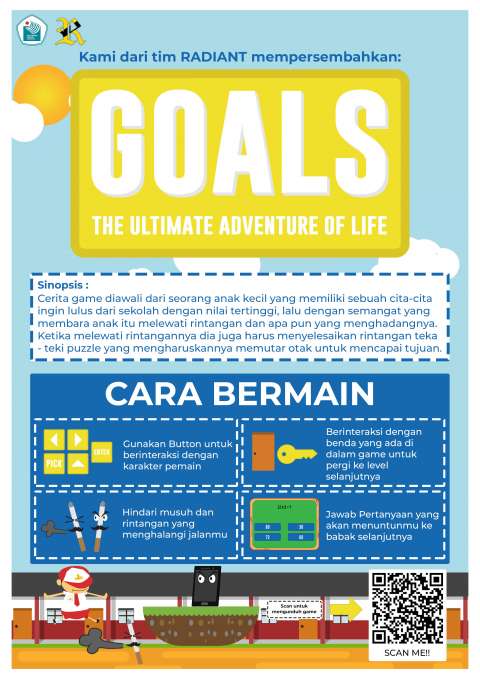 Kami dari tim RADIANT mempersembahkan:
GOALS
THE ULTIMATE ADVENTURE OF LIFE
Sinopsis :
Cerita game diawali dari seorang anak kecil yang memiliki sebuah cita-cita
ingin lulus dari sekolah dengan nilai tertinggi, lalu dengan semangat yang
membara anak itu melewati rintangan dan apa pun yang menghadangnya.
Ketika melewati rintangannya dia juga harus menyelesaikan rintangan teka
- teki puzzle yang mengharuskannya memutar otak untuk mencapai tujuan.
CARA BERMAIN
PICK
ENTER
Gunakan Button untuk
berinteraksi dengan
karakter pemain
Berinteraksi dengan
benda yang ada di
dalam game untuk
pergi ke level
selanjutnya
Hindari musuh dan
rintangan yang
menghalangi jalanmu
Jawab Pertanyaan yang
akan menuntunmu ke
babak selanjutnya
Scan untuk
mengunduh game
SCAN ME!!